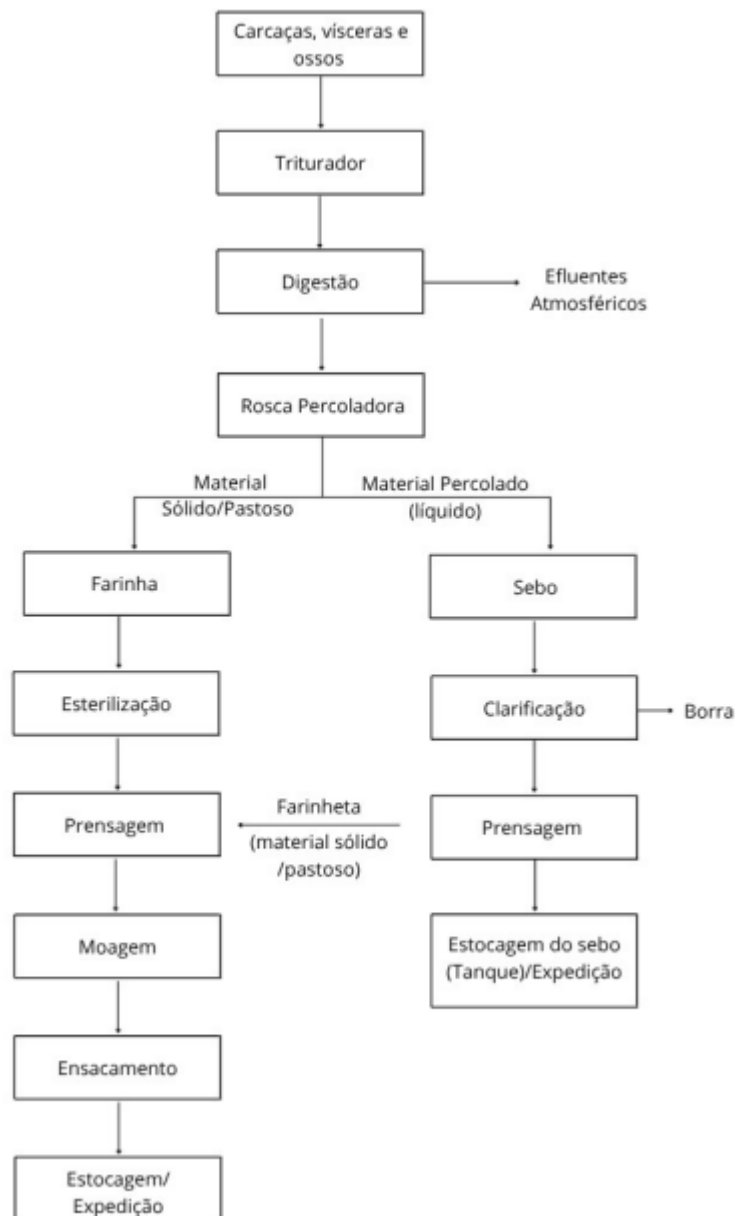 Carcaças, vísceras e
ossos
Triturador
Digestão
Efluentes
Atmosféricos
Rosca Percoladora
Material
Sólido/Pastoso
Material Percolado
(líquido)
Farinha
Sebo
Esterilização
Clarificação
Borra
Prensagem
Farinheta
(material sólido
/pastoso)
Prensagem
Moagem
Estocagem do sebo
(Tanque)/Expedição
Ensacamento
Estocagem/
Expedição